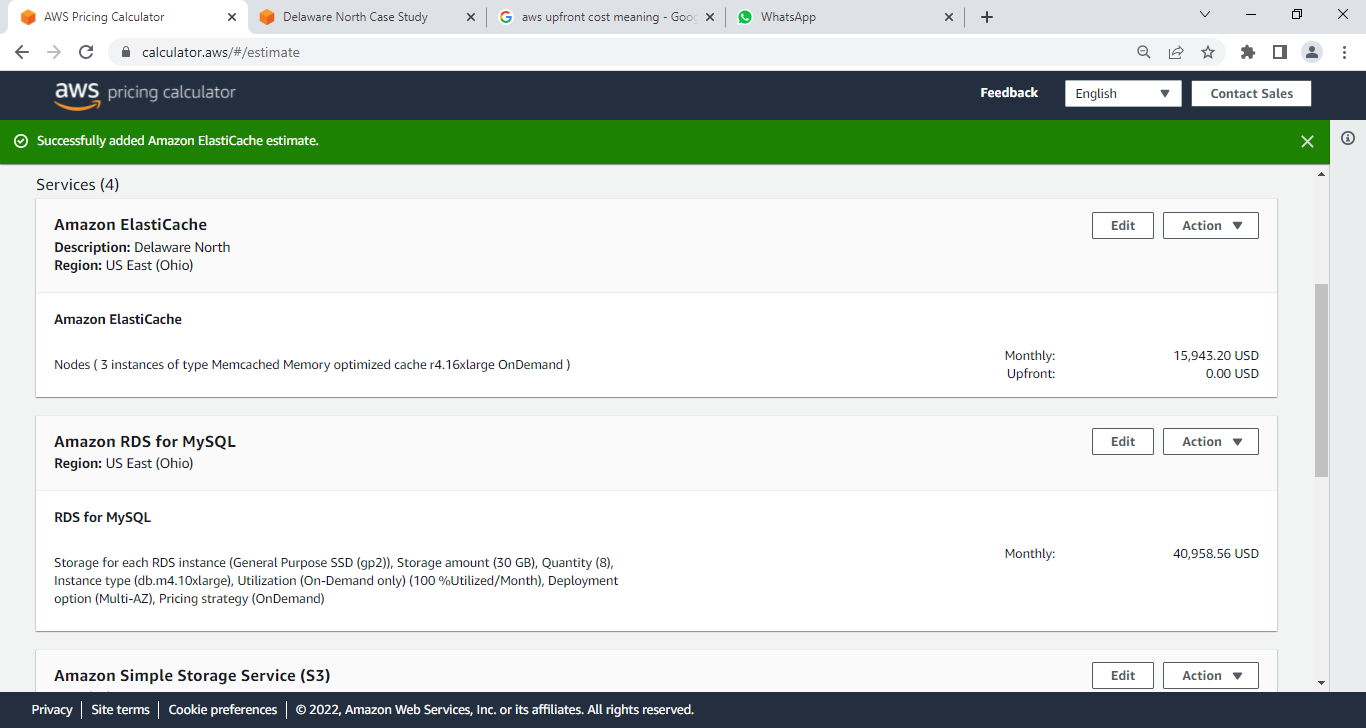 AWS Pricing Calculator
Delaware North Case Study
aws upfront cost meaning - Goo
WhatsApp
calculator.aws/#/estimate
aws pricing calculator
Feedback
English
Contact Sales
Successfully added Amazon ElastiCache estimate.
Services (4)
Amazon ElastiCache
Edit
Action
Description: Delaware North
Region: US East (Ohio)
Amazon ElastiCache
Nodes ( 3 instances of type Memcached Memory optimized cache r4.16xlarge OnDemand )
Monthly: 15,943.20 USD
Upfront: 0.00 USD
Amazon RDS for MySQL
Edit
Action
Region: US East (Ohio)
RDS for MySQL
Storage for each RDS instance (General Purpose SSD (gp2)), Storage amount (30 GB), Quantity (8),
Instance type (db.m4.10xlarge), Utilization (On-Demand only) (100 %Utilized/Month), Deployment
option (Multi-AZ), Pricing strategy (OnDemand)
Monthly: 40,958.56 USD
Amazon Simple Storage Service (S3)
Edit
Action
Privacy | Site terms | Cookie preferences | © 2022, Amazon Web Services, Inc. or its affiliates. All rights reserved.